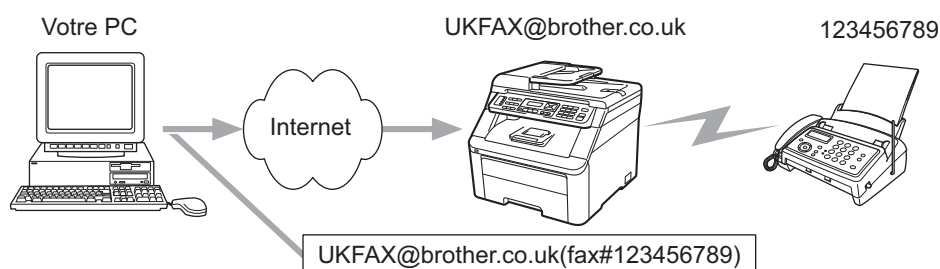 Votre PC
UKFAX@brother.co.uk
123456789
Internet
UKFAX@brother.co.uk(fax#123456789)